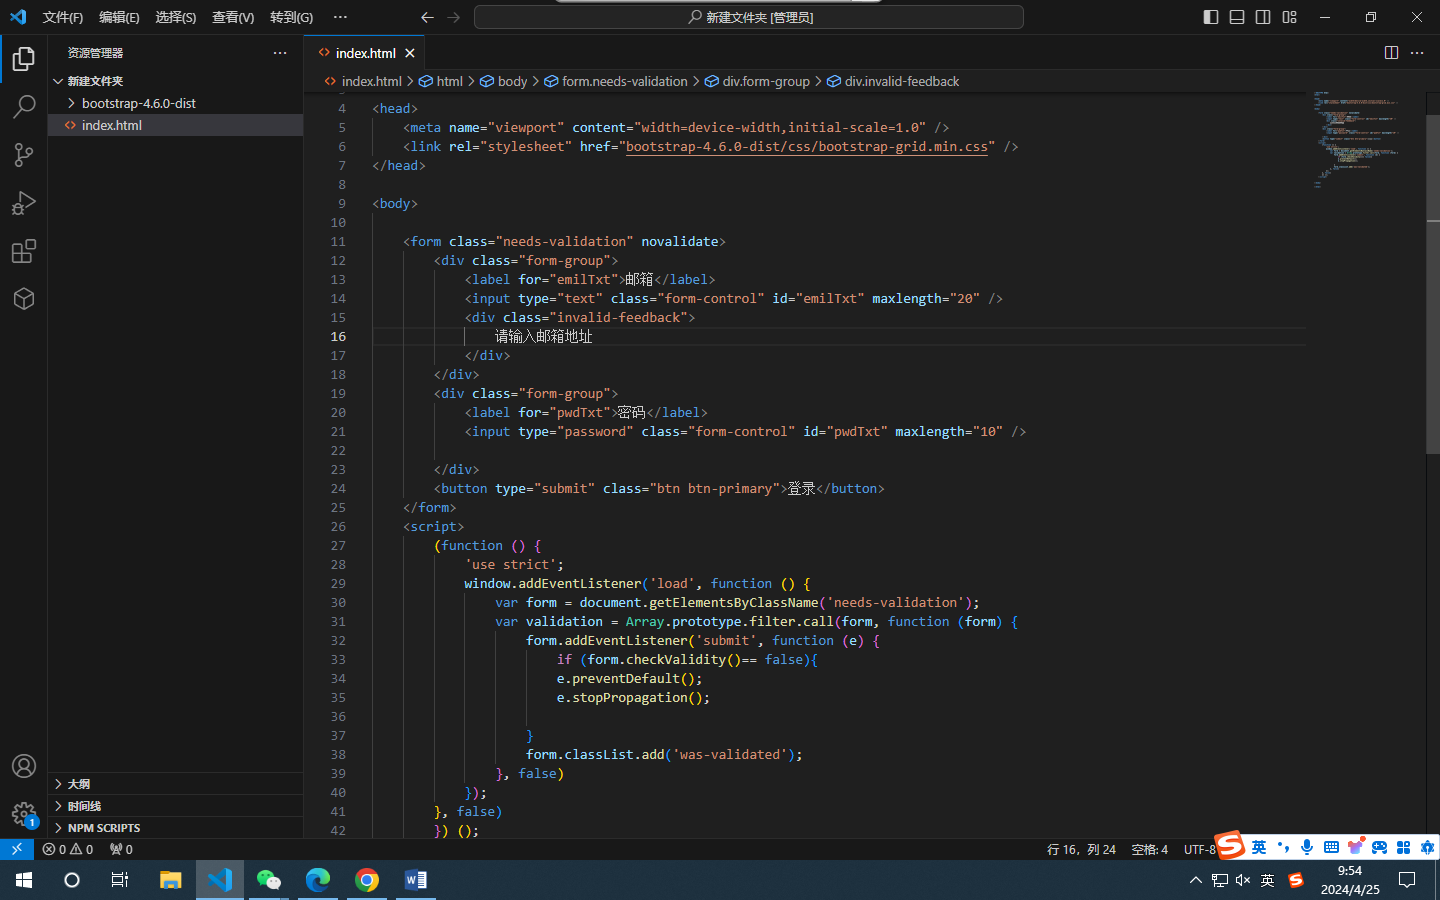 文件(F) 编辑(E) 选择(S) 查看(V) 转到(G) ··· 新建文件夹 [管理员]
资源管理器 ···
index.html
新建文件夹
index.html > html > body > form.needs-validation > div.form-group > div.invalid-feedback
bootstrap-4.6.0-dist
index.html
4 <head>
5 <meta name="viewport" content="width=device-width,initial-scale=1.0" />
6 <link rel="stylesheet" href="bootstrap-4.6.0-dist/css/bootstrap-grid.min.css" />
7 </head>
8
9 <body>
10
11 <form class="needs-validation" novalidate>
12 <div class="form-group">
13 <label for="emilTxt">邮箱</label>
14 <input type="text" class="form-control" id="emilTxt" maxlength="20" />
15 <div class="invalid-feedback">
16 请输入邮箱地址
17 </div>
18 </div>
19 <div class="form-group">
20 <label for="pwdTxt">密码</label>
21 <input type="password" class="form-control" id="pwdTxt" maxlength="10" />
22
23 </div>
24 <button type="submit" class="btn btn-primary">登录</button>
25 </form>
26 <script>
27 (function () {
28 'use strict';
29 window.addEventListener('load', function () {
30 var form = document.getElementsByClassName('needs-validation');
31 var validation = Array.prototype.filter.call(form, function (form) {
32 form.addEventListener('submit', function (e) {
33 if (form.checkValidity()== false){
34 e.preventDefault();
35 e.stopPropagation();
36
37 }
38 form.classList.add('was-validated');
39 }, false)
40 });
41 }, false)
42 }) ();
大纲
时间线
NPM SCRIPTS
1
0 0 0
行 16, 列 24 空格: 4 UTF-8
英
英
9:54
2024/4/25